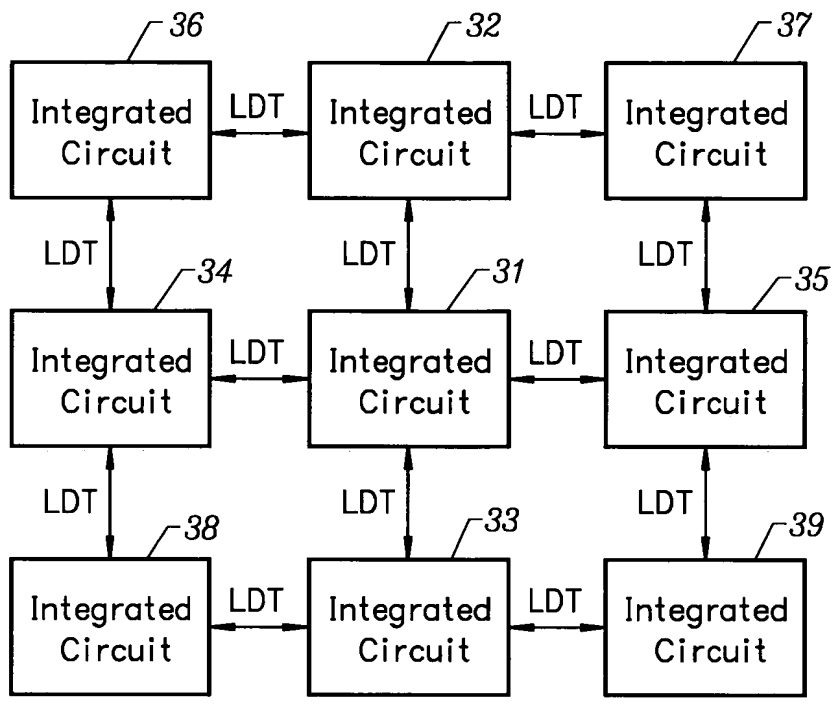 36 32 37
Integrated LDT Integrated LDT Integrated
Circuit Circuit Circuit
LDT LDT LDT
34 31 35
Integrated LDT Integrated LDT Integrated
Circuit Circuit Circuit
LDT LDT LDT
38 33 39
Integrated LDT Integrated LDT Integrated
Circuit Circuit Circuit